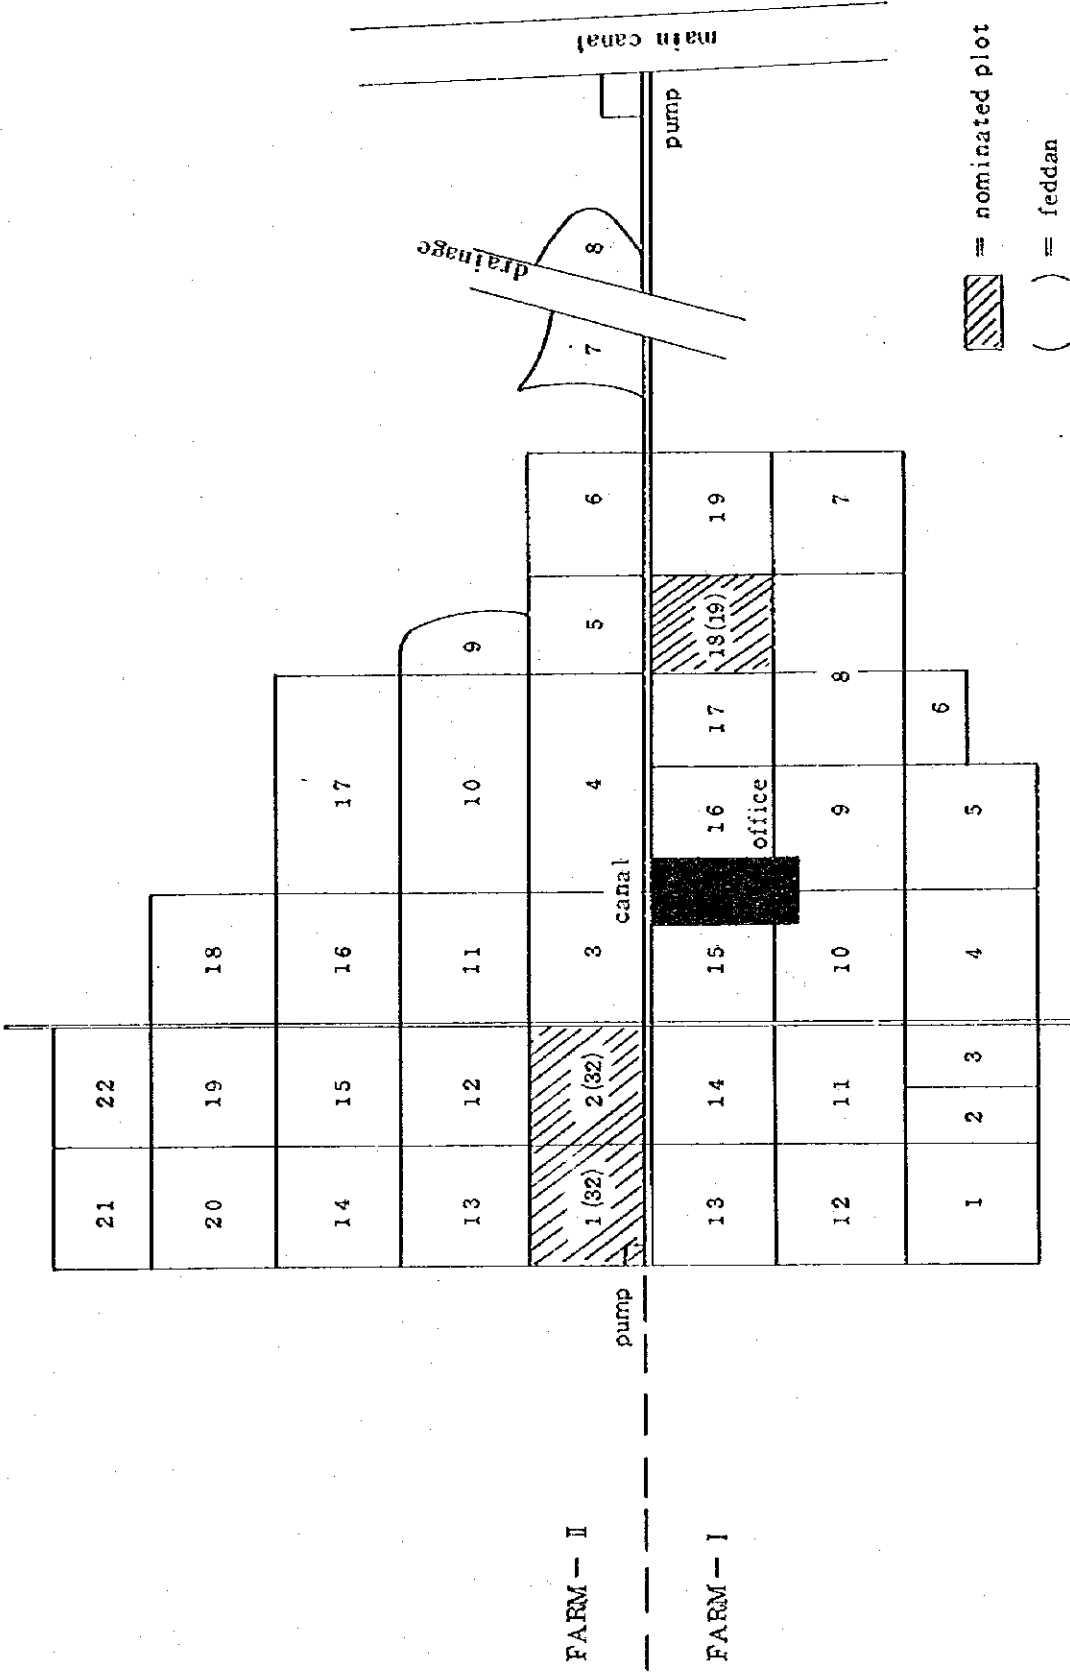 main canal
drainage
21 22
20 19 18
14 15 16 17
13 12 11 10 9
FARM - II
1 (32) 2 (32) 3 4 5 6 7 8
pump
canal
pump
FARM - I
13 14 15 16 17 18 (19) 19
office
12 11 10 9 8 7
1 2 3 4 5 6
= nominated plot
( ) = feddan